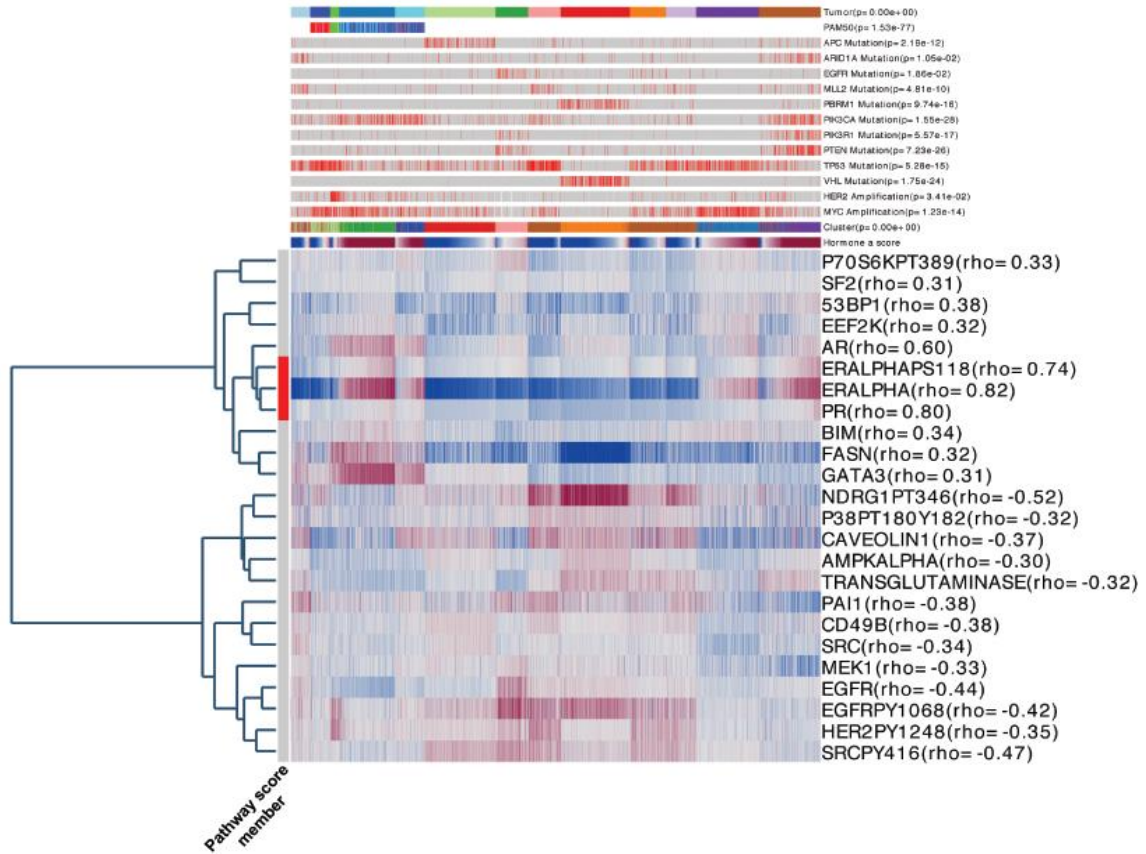 Tumor(p= 0.00e+00)
PAM50(p= 1.53e-77)
APC Mutation(p= 2.19e-12)
ARID1A Mutation(p= 1.05e-02)
EGFR Mutation(p= 1.86e-02)
MLL2 Mutation(p= 4.81e-10)
PBRM1 Mutation(p= 9.74e-16)
PIK3CA Mutation(p= 1.55e-28)
PIK3R1 Mutation(p= 5.57e-17)
PTEN Mutation(p= 7.23e-26)
TP53 Mutation(p= 5.28e-15)
VHL Mutation(p= 1.75e-24)
HER2 Amplification(p= 3.41e-02)
MYC Amplification(p= 1.23e-14)
Cluster(p= 0.00e+00)
Hormone a score
P70S6KPT389(rho= 0.33)
SF2(rho= 0.31)
53BP1(rho= 0.38)
EEF2K(rho= 0.32)
AR(rho= 0.60)
ERALPHAPS118(rho= 0.74)
ERALPHA(rho= 0.82)
PR(rho= 0.80)
BIM(rho= 0.34)
FASN(rho= 0.32)
GATA3(rho= 0.31)
NDRG1PT346(rho= -0.52)
P38PT180Y182(rho= -0.32)
CAVEOLIN1(rho= -0.37)
AMPKALPHA(rho= -0.30)
TRANSGLUTAMINASE(rho= -0.32)
PAI1(rho= -0.38)
CD49B(rho= -0.38)
SRC(rho= -0.34)
MEK1(rho= -0.33)
EGFR(rho= -0.44)
EGFRPY1068(rho= -0.42)
HER2PY1248(rho= -0.35)
SRCPY416(rho= -0.47)
Pathway score
member